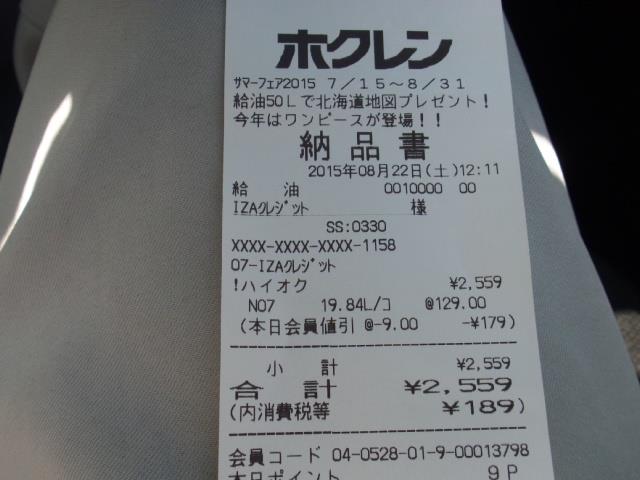 ホクレン
ｻﾏｰﾌｪｱ2015 7／15～8／31
給油50Lで北海道地図プレゼント！
今年はワンピースが登場！！
納品書
2015年08月22日(土)12:11
給 油 0010000 00
IZAｸﾚｼﾞｯﾄ 様
SS:0330
XXXX-XXXX-XXXX-1158
07-IZAｸﾚｼﾞｯﾄ
！ハイオク ¥2,559
N07 19.84L/ｺ @129.00
(本日会員値引 @-9.00 -¥179)
小 計 ¥2,559
合 計 ¥2,559
(内消費税等 ¥189)
会員コード 04-0528-01-9-00013798
本日ポイント 9P